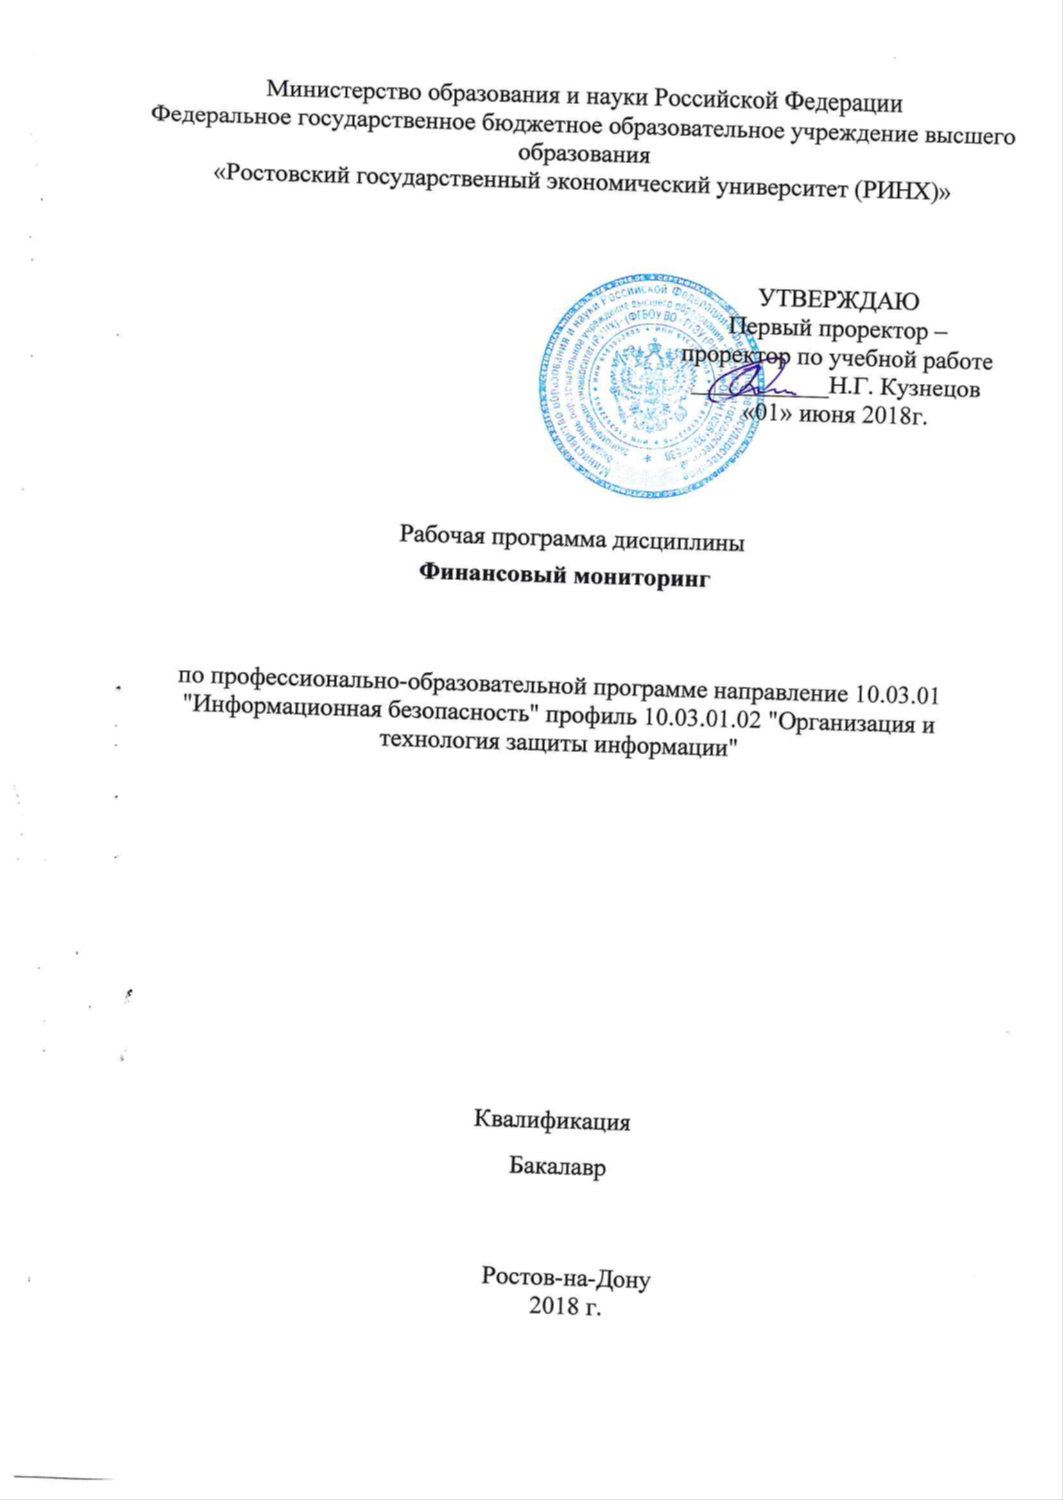 Министерство образования и науки Российской Федерации
Федеральное государственное бюджетное образовательное учреждение высшего
образования
«Ростовский государственный экономический университет (РИНХ)»
УТВЕРЖДАЮ
Первый проректор –
проректор по учебной работе
Н.Г. Кузнецов
«01» июня 2018г.
Рабочая программа дисциплины
Финансовый мониторинг
по профессионально-образовательной программе направление 10.03.01
"Информационная безопасность" профиль 10.03.01.02 "Организация и
технология защиты информации"
Квалификация
Бакалавр
Ростов-на-Дону
2018 г.